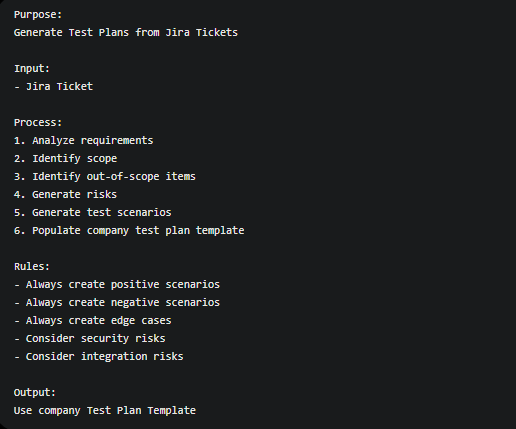 Purpose:
Generate Test Plans from Jira Tickets
Input:
- Jira Ticket
Process:
1. Analyze requirements
2. Identify scope
3. Identify out-of-scope items
4. Generate risks
5. Generate test scenarios
6. Populate company test plan template
Rules:
- Always create positive scenarios
- Always create negative scenarios
- Always create edge cases
- Consider security risks
- Consider integration risks
Output:
Use company Test Plan Template